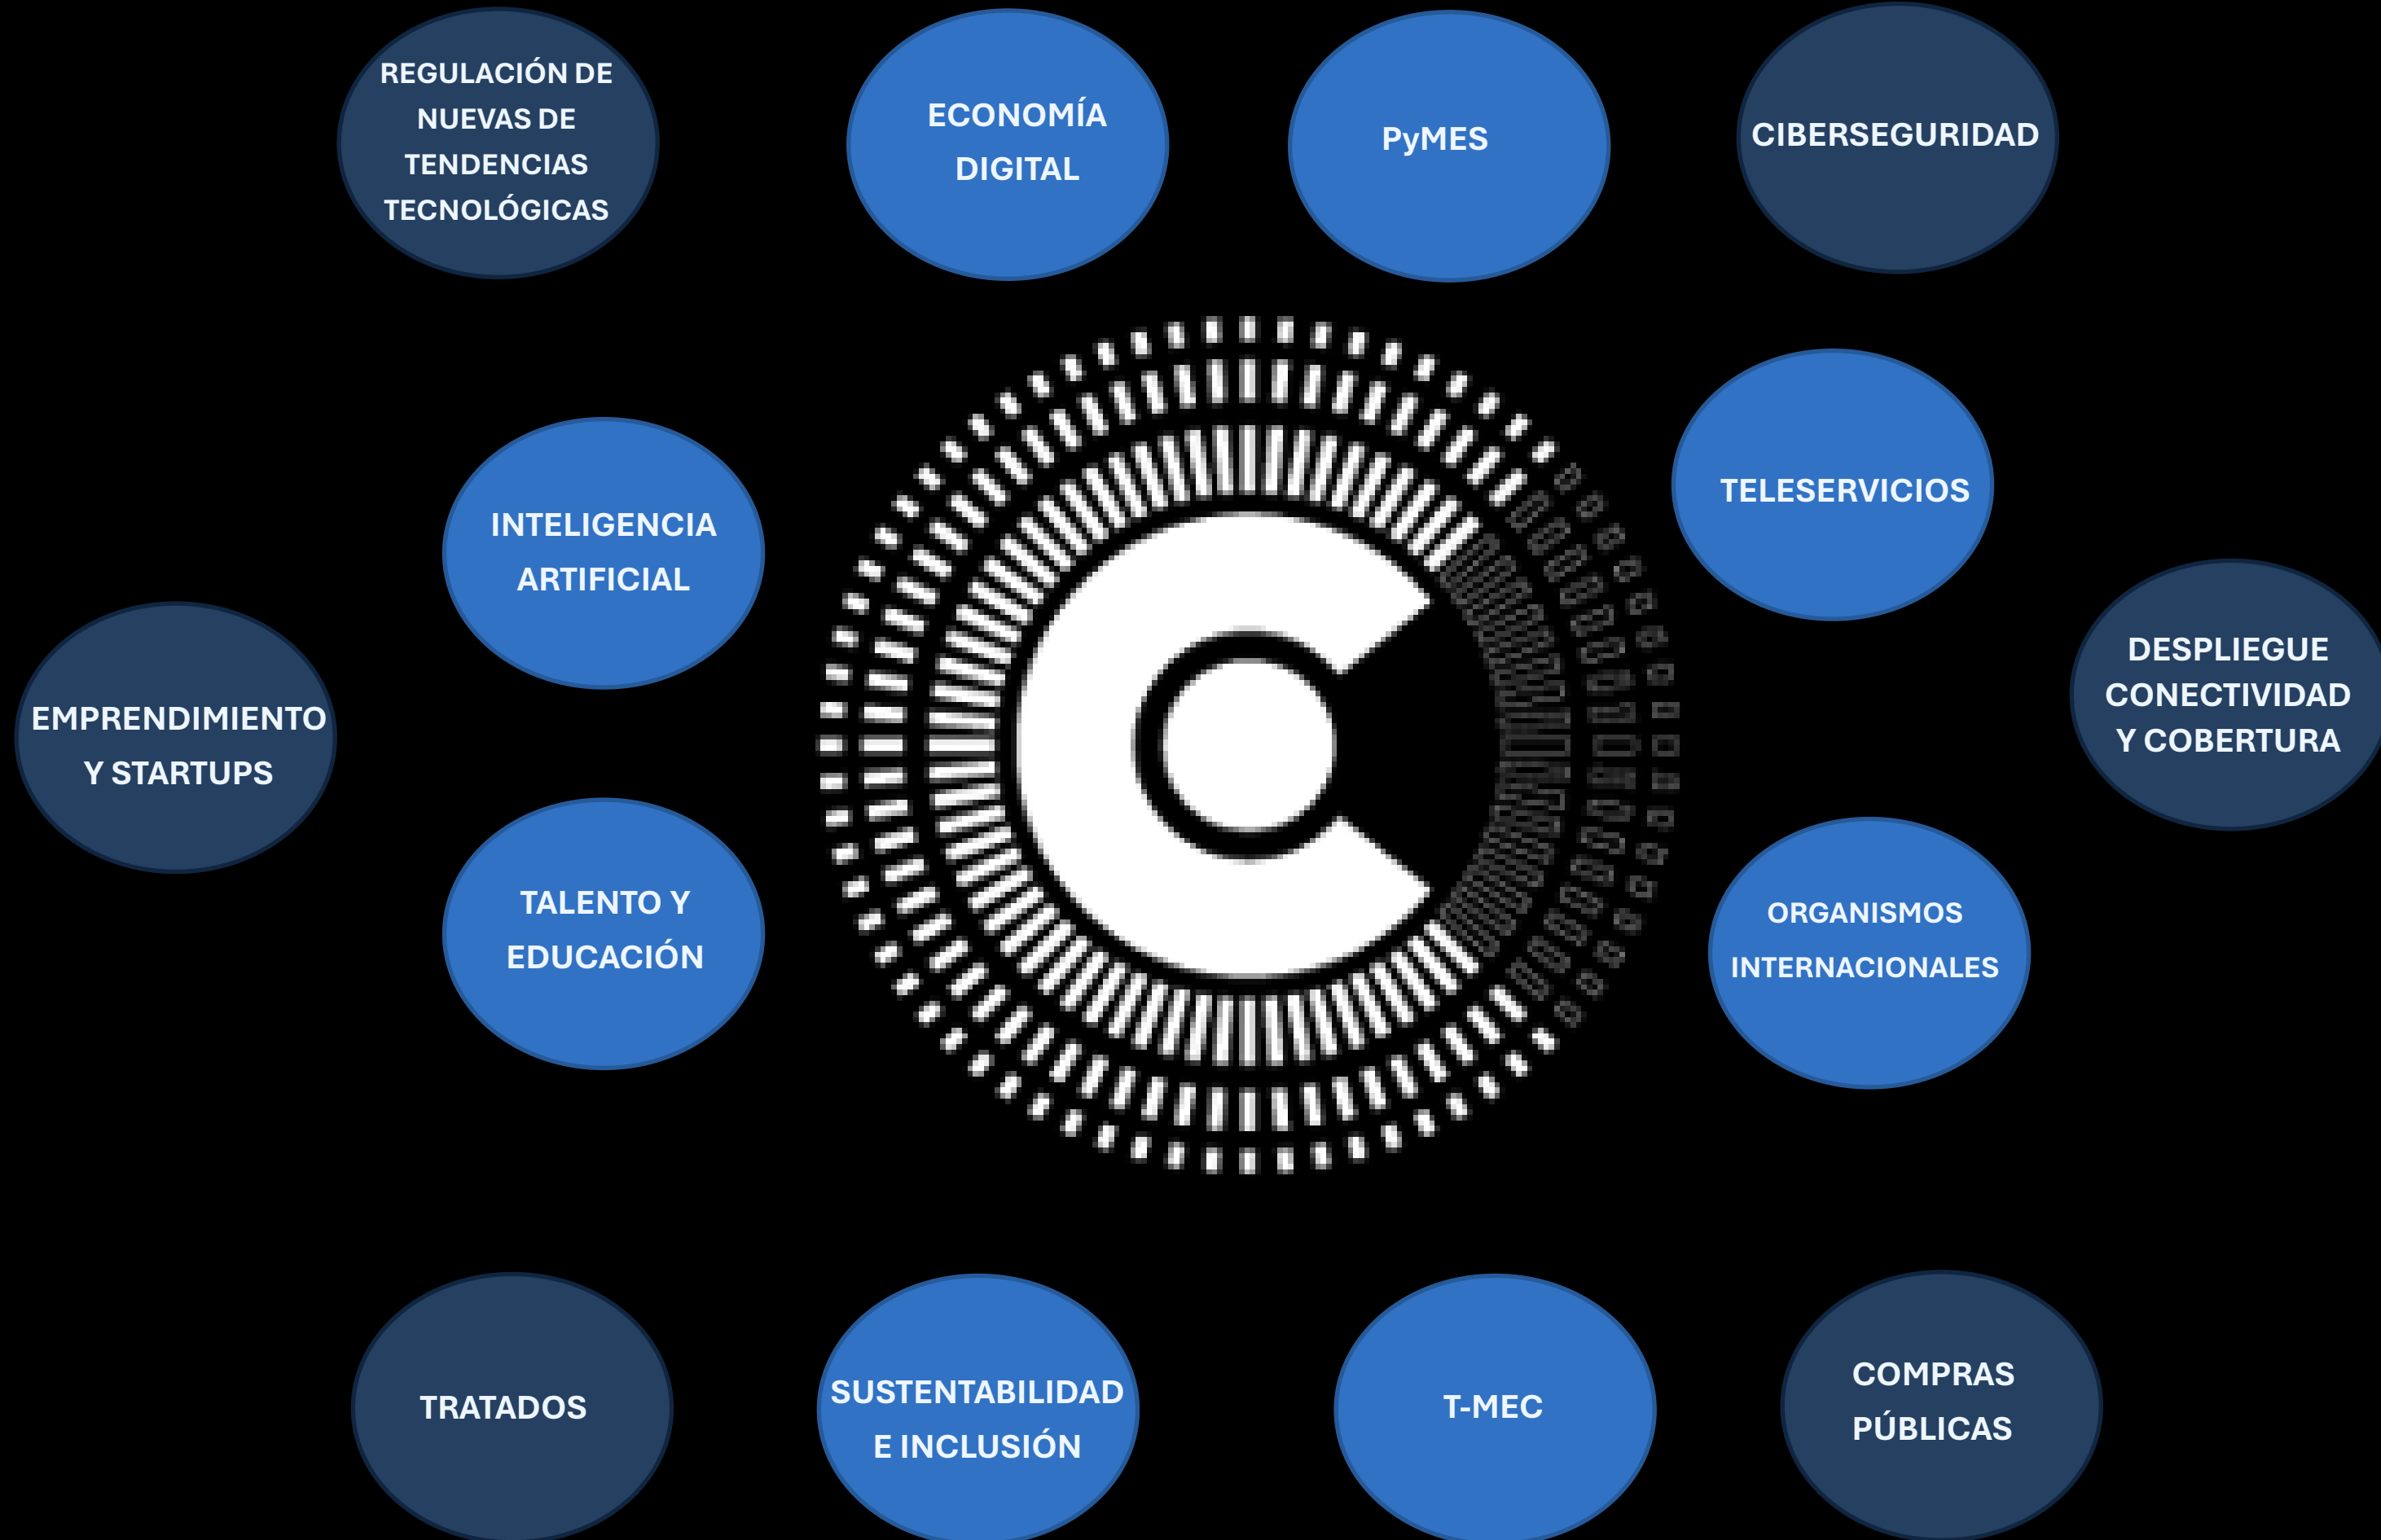 REGULACIÓN DE
NUEVAS DE
TENDENCIAS
TECNOLÓGICAS
ECONOMÍA
DIGITAL
PyMES
CIBERSEGURIDAD
INTELIGENCIA
ARTIFICIAL
TELESERVICIOS
EMPRENDIMIENTO
Y STARTUPS
DESPLIEGUE
CONECTIVIDAD
Y COBERTURA
TALENTO Y
EDUCACIÓN
ORGANISMOS
INTERNACIONALES
TRATADOS
SUSTENTABILIDAD
E INCLUSIÓN
T-MEC
COMPRAS
PÚBLICAS